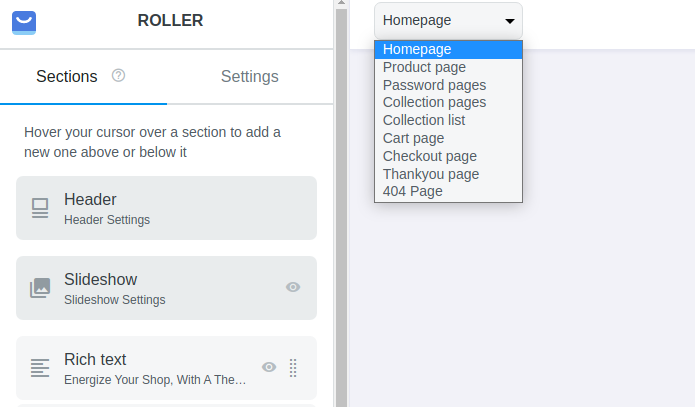 ROLLER
Sections
Settings
Hover your cursor over a section to add a
new one above or below it
Header
Header Settings
Slideshow
Slideshow Settings
Rich text
Energize Your Shop, With A The...
Homepage
Homepage
Product page
Password pages
Collection pages
Collection list
Cart page
Checkout page
Thankyou page
404 Page